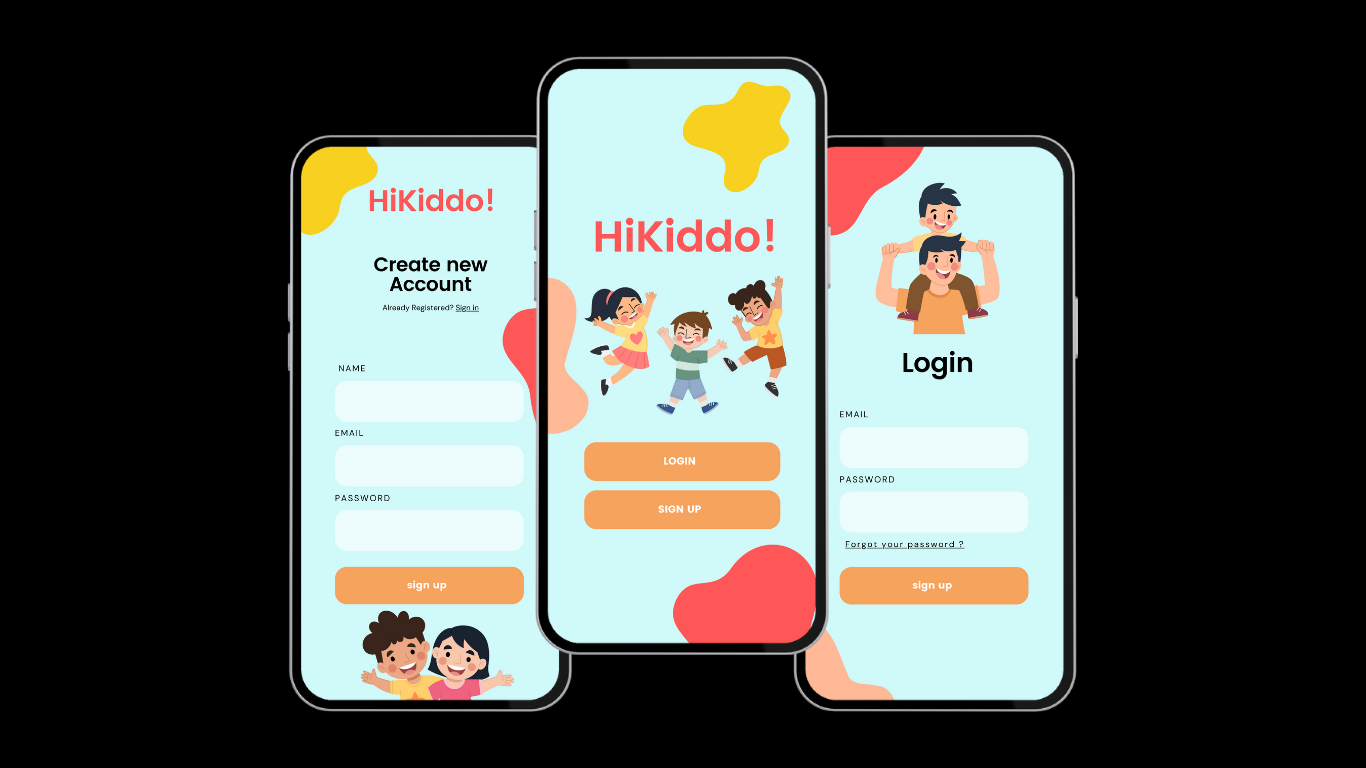 HiKiddo!
Create new
Account
Already Registered? Sign in
NAME
EMAIL
PASSWORD
sign up
HiKiddo!
LOGIN
SIGN UP
Login
EMAIL
PASSWORD
Forgot your password ?
sign up